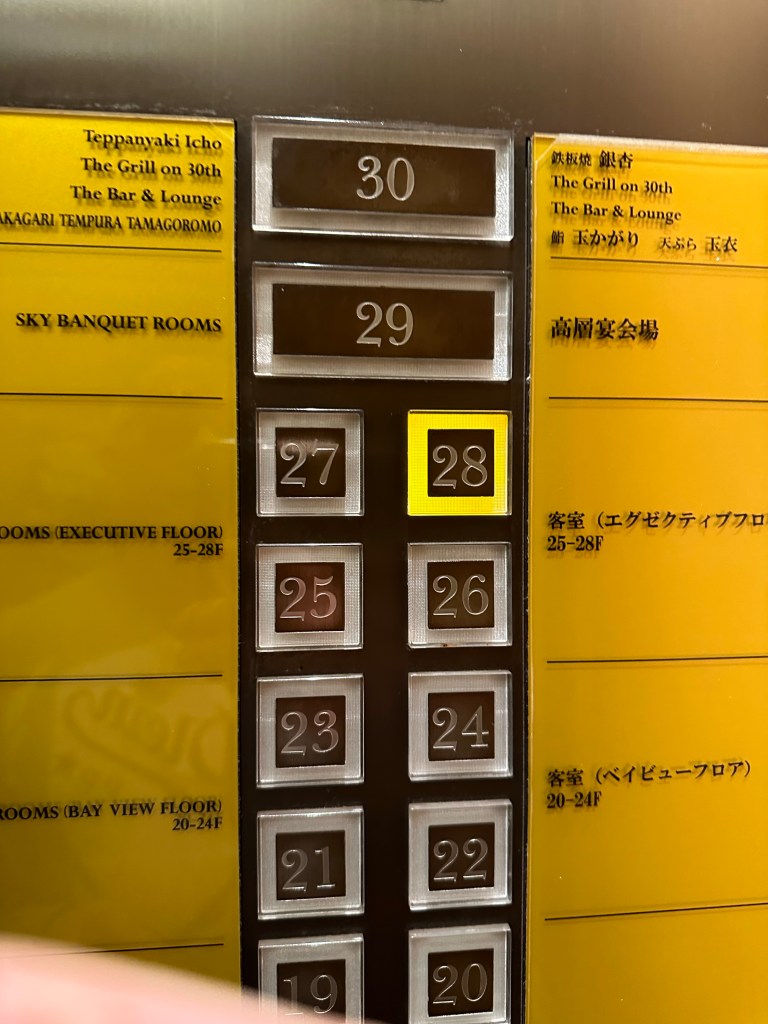 Teppanyaki Icho
The Grill on 30th
The Bar & Lounge
AKAGARI TEMPURA TAMAGOROMO
SKY BANQUET ROOMS
OOMS (EXECUTIVE FLOOR)
25-28F
ROOMS (BAY VIEW FLOOR)
20-24F
30
29
27 28
25 26
23 24
21 22
19 20
鉄板焼 銀杏
The Grill on 30th
The Bar & Lounge
鮨 玉かがり 天ぷら 玉衣
高層宴会場
客室（エグゼクティブフロ
25-28F
客室（ベイビューフロア）
20-24F